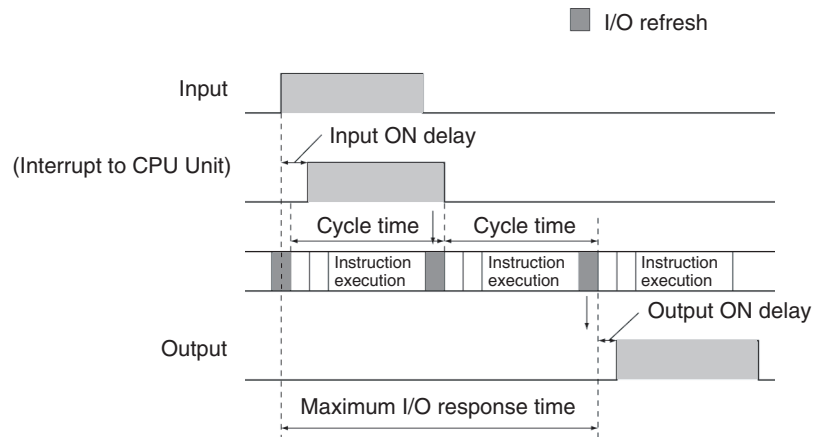 I/O refresh
Input
Input ON delay
(Interrupt to CPU Unit)
Cycle time
Cycle time
Instruction
execution
Instruction
execution
Instruction
execution
Output ON delay
Output
Maximum I/O response time